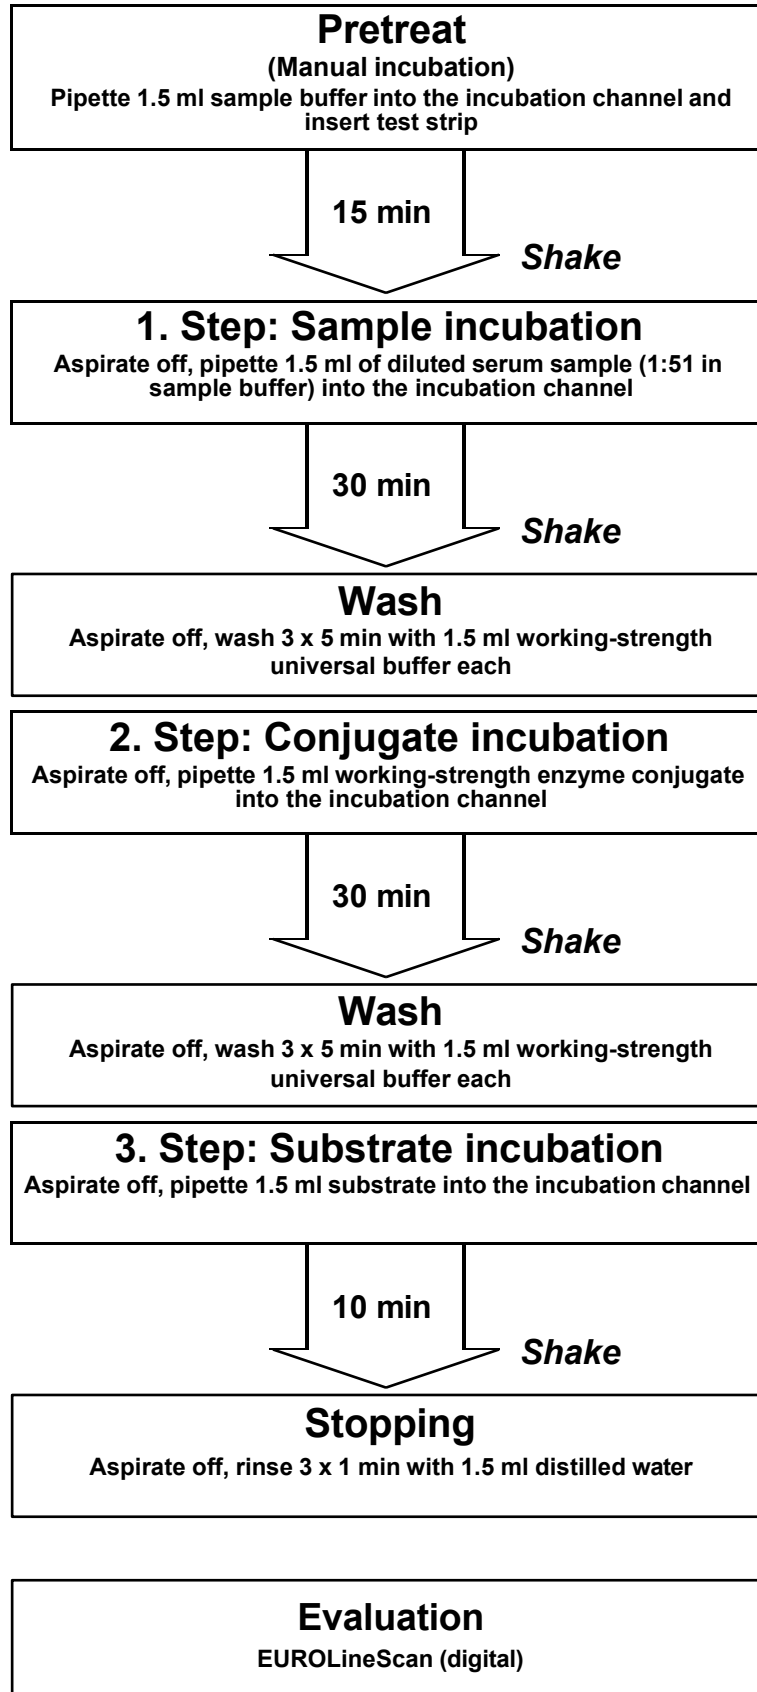 Pretreat
(Manual incubation)
Pipette 1.5 ml sample buffer into the incubation channel and
insert test strip
15 min
Shake
1. Step: Sample incubation
Aspirate off, pipette 1.5 ml of diluted serum sample (1:51 in
sample buffer) into the incubation channel
30 min
Shake
Wash
Aspirate off, wash 3 x 5 min with 1.5 ml working-strength
universal buffer each
2. Step: Conjugate incubation
Aspirate off, pipette 1.5 ml working-strength enzyme conjugate
into the incubation channel
30 min
Shake
Wash
Aspirate off, wash 3 x 5 min with 1.5 ml working-strength
universal buffer each
3. Step: Substrate incubation
Aspirate off, pipette 1.5 ml substrate into the incubation channel
10 min
Shake
Stopping
Aspirate off, rinse 3 x 1 min with 1.5 ml distilled water
Evaluation
EUROLineScan (digital)